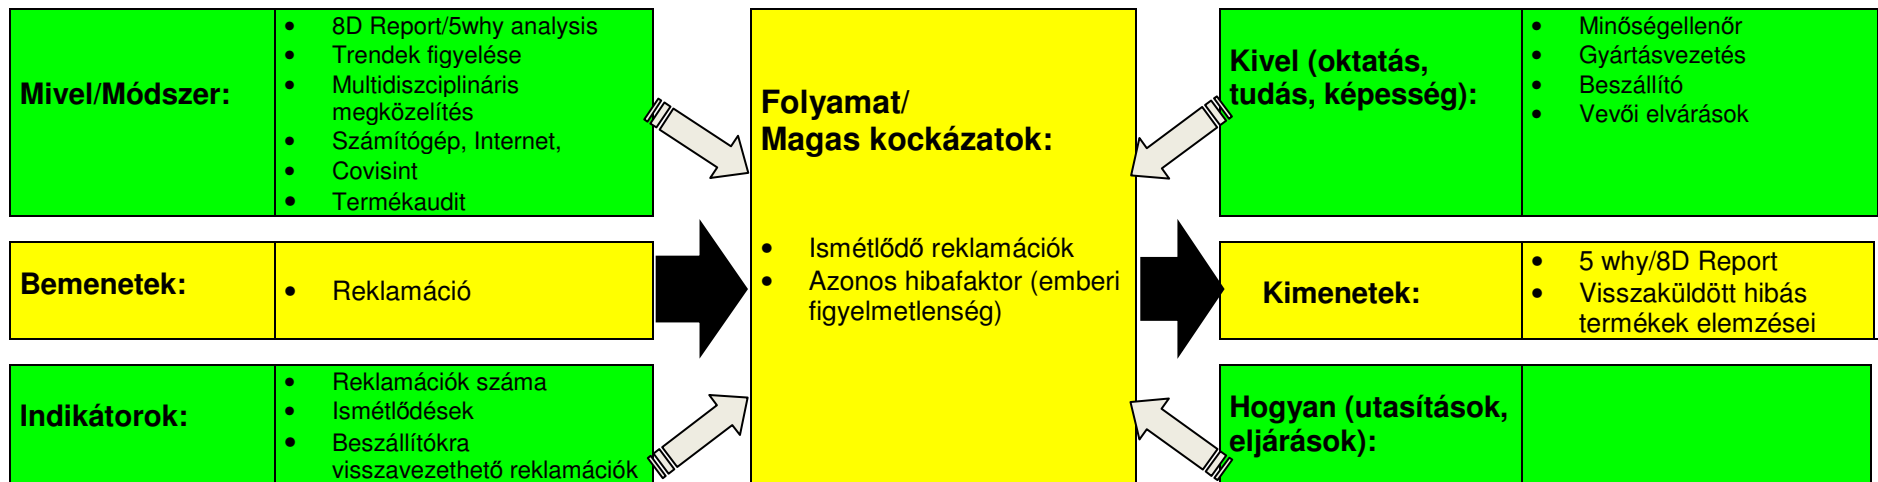 Mivel/Módszer:
• 8D Report/5why analysis
• Trendek figyelése
• Multidiszciplináris
megközelítés
• Számítógép, Internet,
• Covisint
• Termékaudit
Folyamat/
Magas kockázatok:
• Ismétlődő reklamációk
• Azonos hibafaktor (emberi
figyelmetlenség)
Kivel (oktatás,
tudás, képesség):
• Minőségellenőr
• Gyártásvezetés
• Beszállító
• Vevői elvárások
Bemenetek:
• Reklamáció
Kimenetek:
• 5 why/8D Report
• Visszaküldött hibás
termékek elemzései
Indikátorok:
• Reklamációk száma
• Ismétlődések
• Beszállítókra
visszavezethető reklamációk
Hogyan (utasítások,
eljárások):